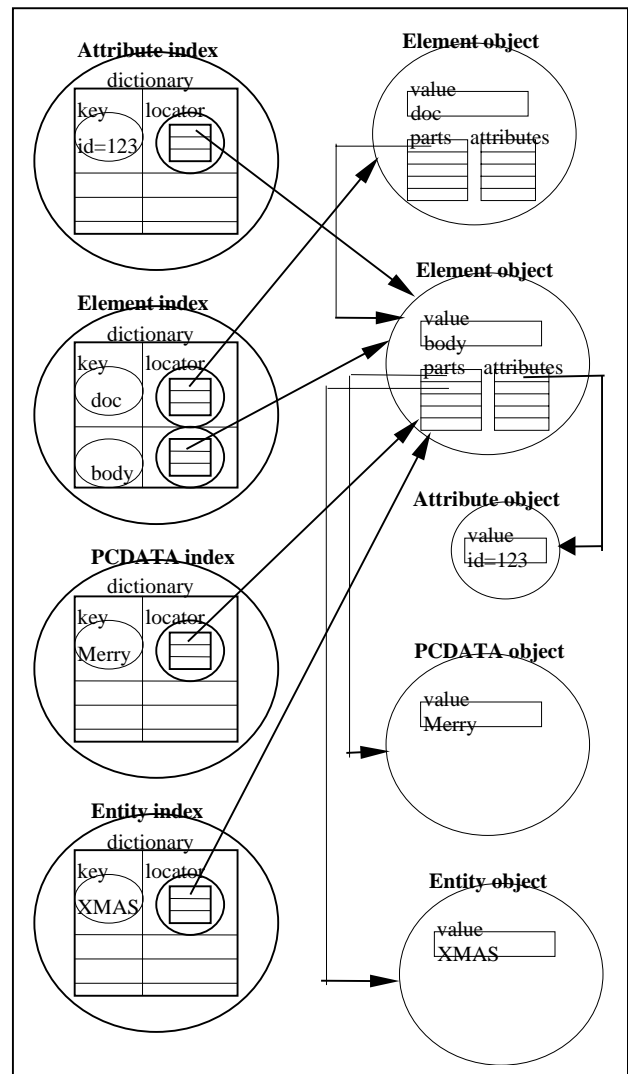 Attribute index
dictionary
key locator
id=123
Element index
dictionary
key locator
doc
body
PCDATA index
dictionary
key locator
Merry
Entity index
dictionary
key locator
XMAS
Element object
value
doc
parts attributes
Element object
value
body
parts attributes
Attribute object
value
id=123
PCDATA object
value
Merry
Entity object
value
XMAS